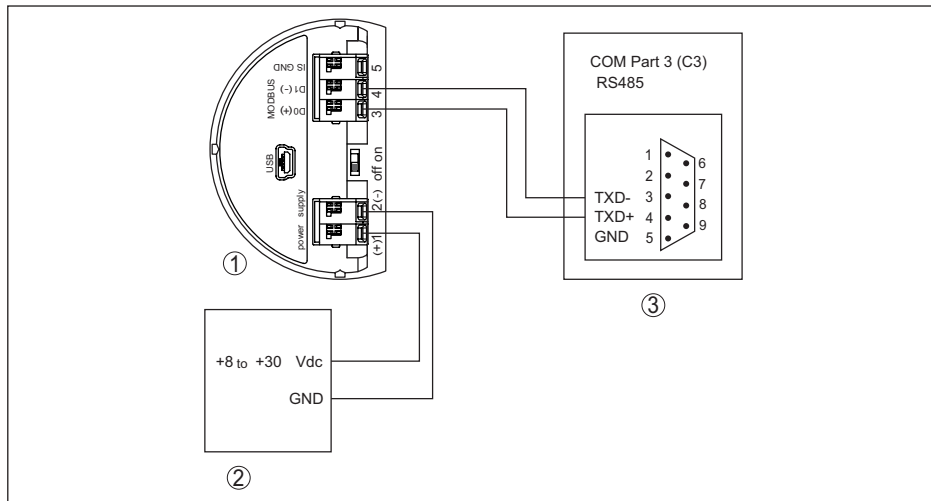 IS GND
5
MODBUS
D1 (-)
4
D0 (+)
3
USB
off on
power supply
2 (-)
(+) 1
1
+8 to +30 Vdc
GND
2
COM Part 3 (C3)
RS485
1
6
2
7
TXD- 3
8
TXD+ 4
9
GND 5
3